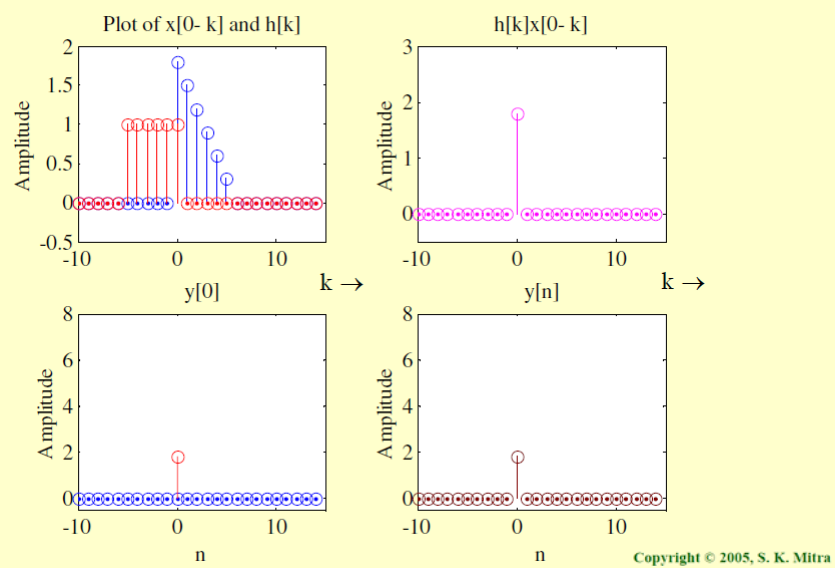 Plot of x[0- k] and h[k]
2
1.5
1
0.5
0
-0.5
Amplitude
-10 0 10
k →
h[k]x[0- k]
3
2
1
0
Amplitude
-10 0 10
k →
y[0]
8
6
4
2
0
Amplitude
-10 0 10
n
y[n]
8
6
4
2
0
Amplitude
-10 0 10
n
Copyright © 2005, S. K. Mitra